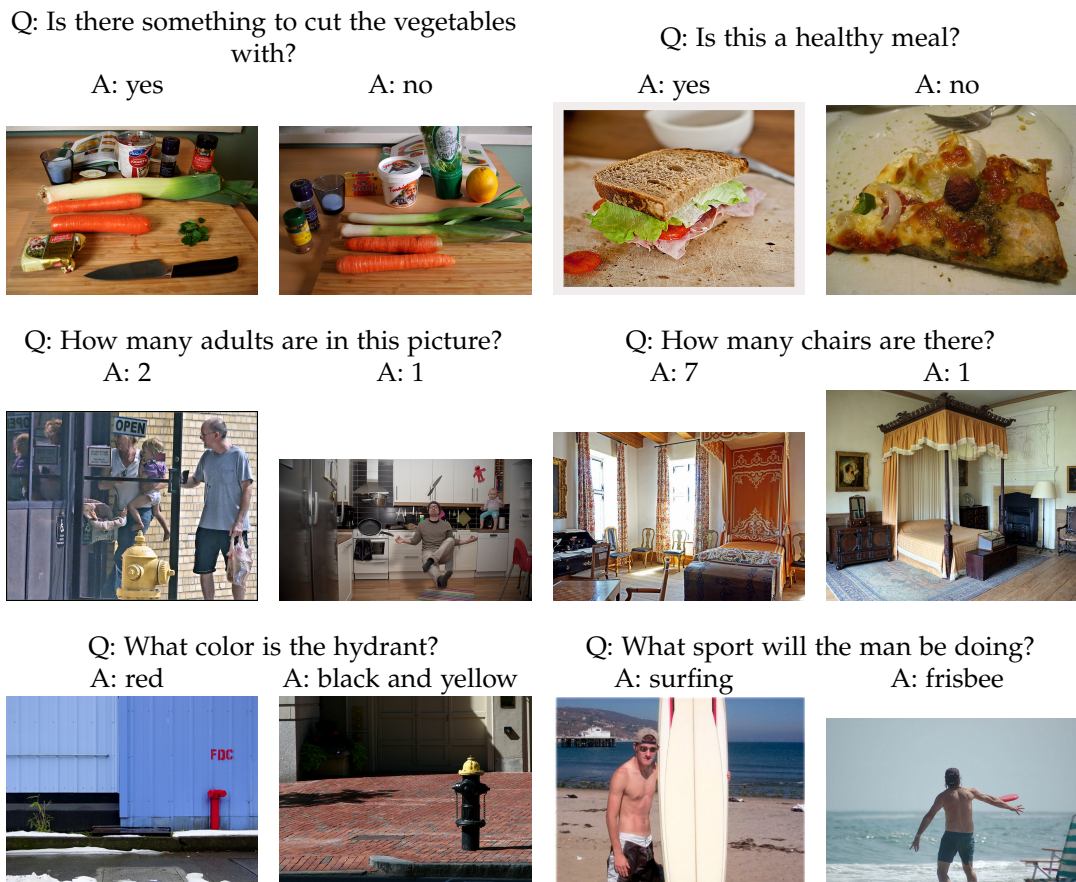 Q: Is there something to cut the vegetables
with?
A: yes
A: no
Q: Is this a healthy meal?
A: yes
A: no
Q: How many adults are in this picture?
A: 2
A: 1
Q: How many chairs are there?
A: 7
A: 1
OPEN
Q: What color is the hydrant?
A: red
A: black and yellow
FDC
Q: What sport will the man be doing?
A: surfing
A: frisbee